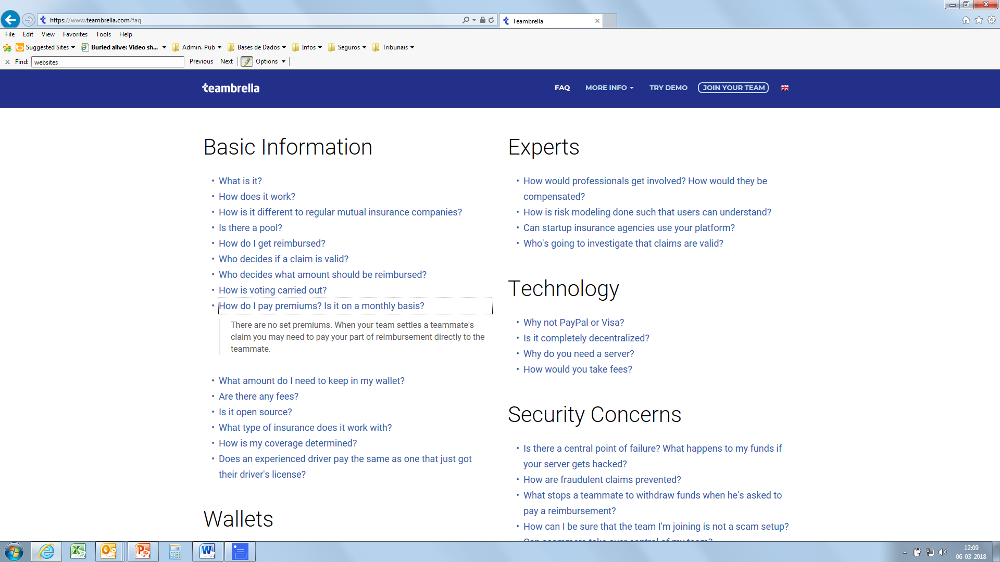 https://www.teambrella.com/faq
Teambrella
File Edit View Favorites Tools Help
Suggested Sites
Buried alive: Video sh...
Admin. Pub
Bases de Dados
Infos
Seguros
Tribunais
Find: websites
Previous Next Options
teambrella
FAQ MORE INFO TRY DEMO JOIN YOUR TEAM
Basic Information
• What is it?
• How does it work?
• How is it different to regular mutual insurance companies?
• Is there a pool?
• How do I get reimbursed?
• Who decides if a claim is valid?
• Who decides what amount should be reimbursed?
• How is voting carried out?
• How do I pay premiums? Is it on a monthly basis?
There are no set premiums. When your team settles a teammate's
claim you may need to pay your part of reimbursement directly to the
teammate.
• What amount do I need to keep in my wallet?
• Are there any fees?
• Is it open source?
• What type of insurance does it work with?
• How is my coverage determined?
• Does an experienced driver pay the same as one that just got
their driver's license?
Wallets
Experts
• How would professionals get involved? How would they be
compensated?
• How is risk modeling done such that users can understand?
• Can startup insurance agencies use your platform?
• Who's going to investigate that claims are valid?
Technology
• Why not PayPal or Visa?
• Is it completely decentralized?
• Why do you need a server?
• How would you take fees?
Security Concerns
• Is there a central point of failure? What happens to my funds if
your server gets hacked?
• How are fraudulent claims prevented?
• What stops a teammate to withdraw funds when he's asked to
pay a reimbursement?
• How can I be sure that the team I'm joining is not a scam setup?
• Can scammers take over control of my team?
12:09
06-03-2018